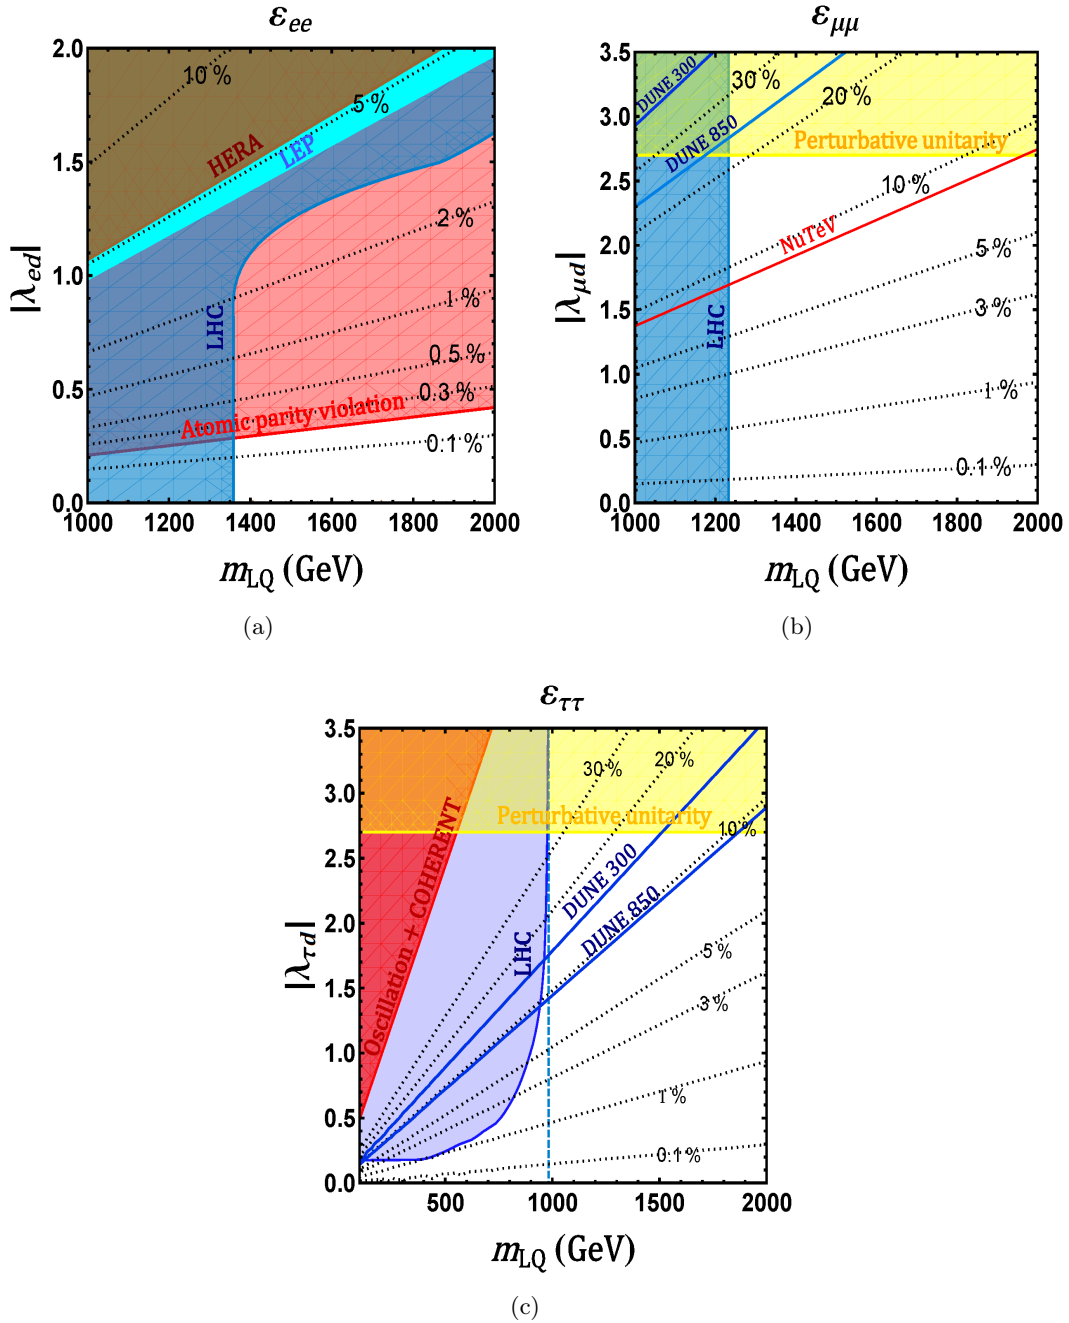 ε_ee
2.0
1.5
1.0
0.5
0.0
|λ_ed|
10 %
5 %
HERA
LEP
2 %
LHC
1 %
0.5 %
0.3 %
Atomic parity violation
0.1 %
1000 1200 1400 1600 1800 2000
m_LQ (GeV)
(a)
ε_μμ
3.5
3.0
2.5
2.0
1.5
1.0
0.5
0.0
|λ_μd|
DUNE 300
30 %
20 %
DUNE 850
Perturbative unitarity
10 %
NuTeV
5 %
LHC
3 %
1 %
0.1 %
1000 1200 1400 1600 1800 2000
m_LQ (GeV)
(b)
ε_ττ
3.5
3.0
2.5
2.0
1.5
1.0
0.5
0.0
|λ_τd|
30 %
20 %
Perturbative unitarity
10 %
Oscillation + COHERENT
DUNE 300
DUNE 850
LHC
5 %
3 %
1 %
0.1 %
500 1000 1500 2000
m_LQ (GeV)
(c)